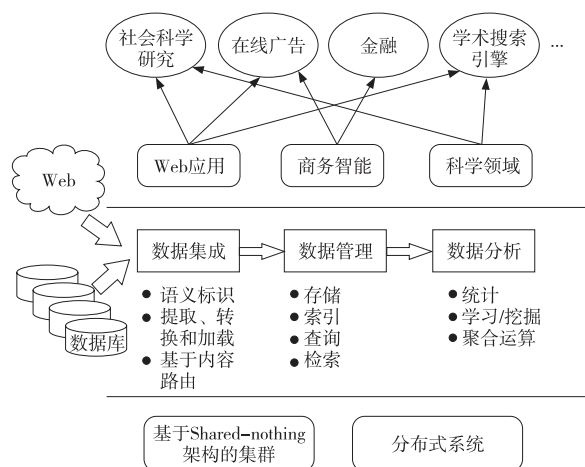 社会科学
研究
在线广告
金融
学术搜索
引擎
...
Web应用
商务智能
科学领域
Web
数据集成
数据管理
数据分析
● 语义标识
● 提取、转
换和加载
● 基于内容
路由
● 存储
● 索引
● 查询
● 检索
● 统计
● 学习/挖掘
● 聚合运算
数据库
基于Shared-nothing
架构的集群
分布式系统